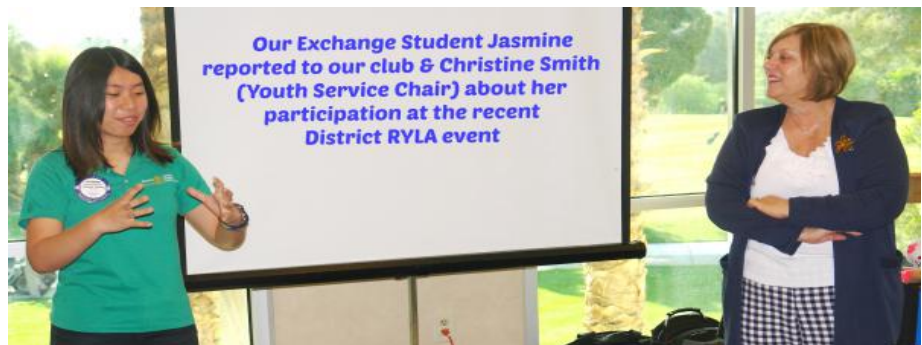 Our Exchange Student Jasmine
reported to our club & Christine Smith
(Youth Service Chair) about her
participation at the recent
District RYLA event